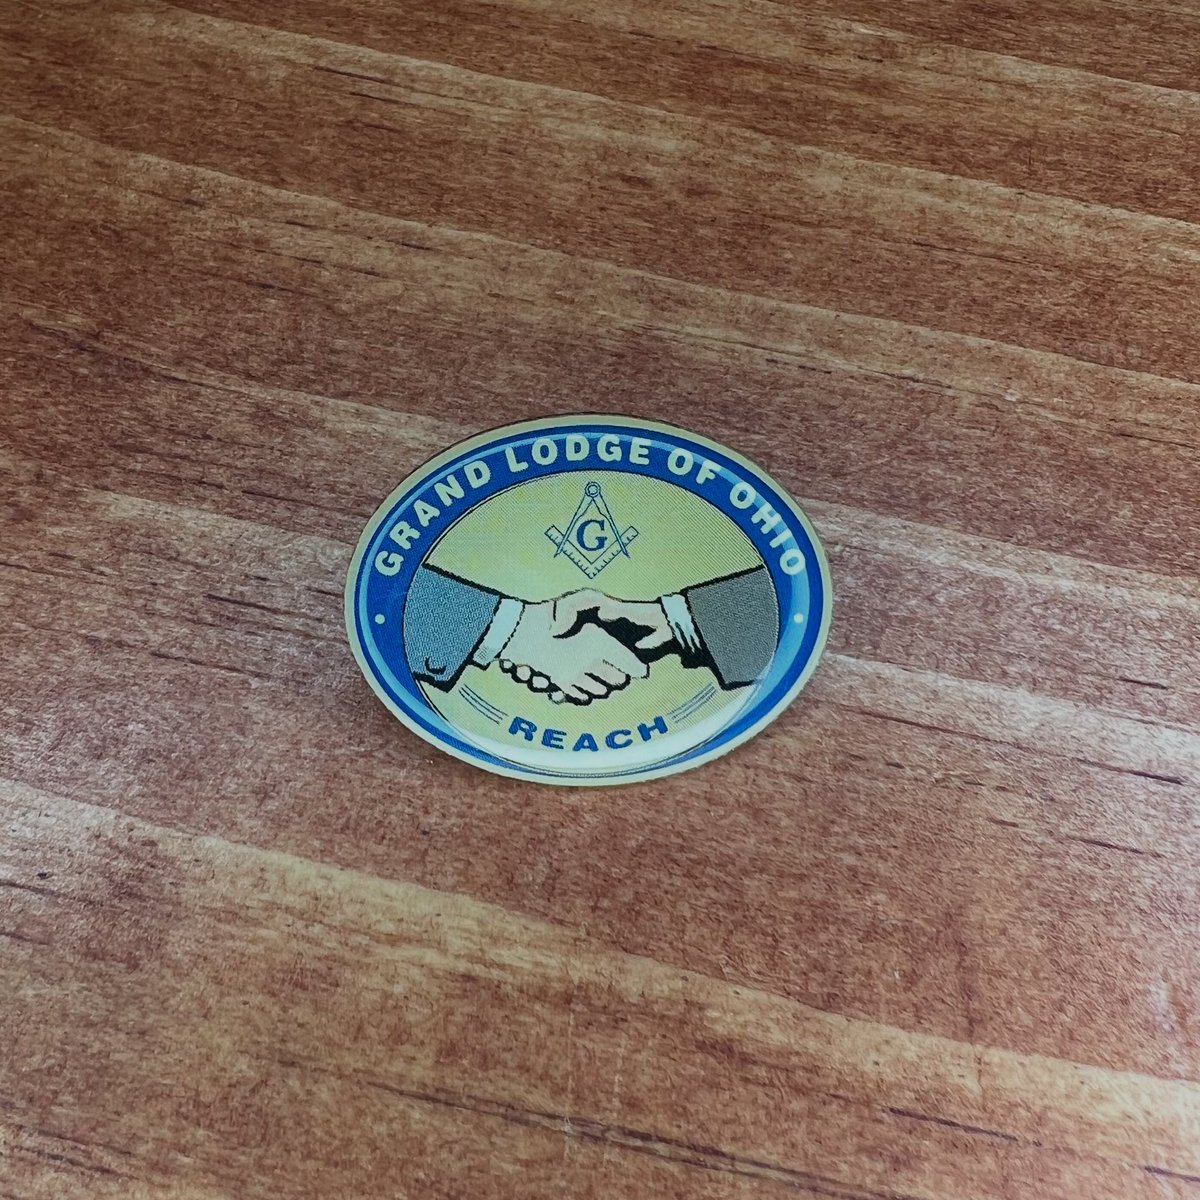 GRAND LODGE OF OHIO
G
REACH